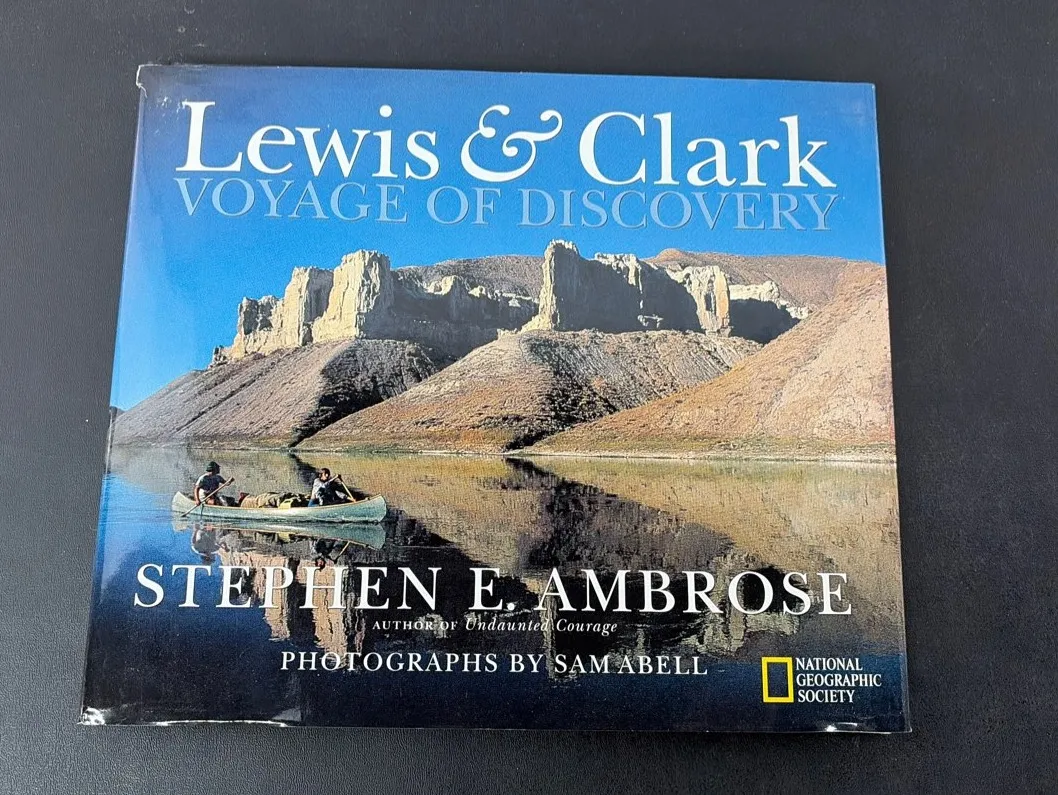 Lewis & Clark
VOYAGE OF DISCOVERY
STEPHEN E. AMBROSE
AUTHOR OF Undaunted Courage
PHOTOGRAPHS BY SAM ABELL
NATIONAL
GEOGRAPHIC
SOCIETY